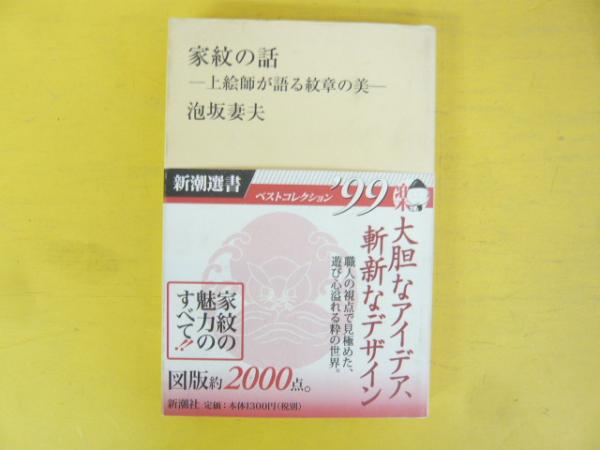 家紋の話
―上絵師が語る紋章の美―
泡坂妻夫
新潮選書
ベストコレクション
'99
大胆なアイデア、
斬新なデザイン
職人の視点で見極めた、
遊び心溢れる粋の世界。
家紋の
魅力の
すべて!!
図版約2000点。
新潮社 定価:本体1300円(税別)